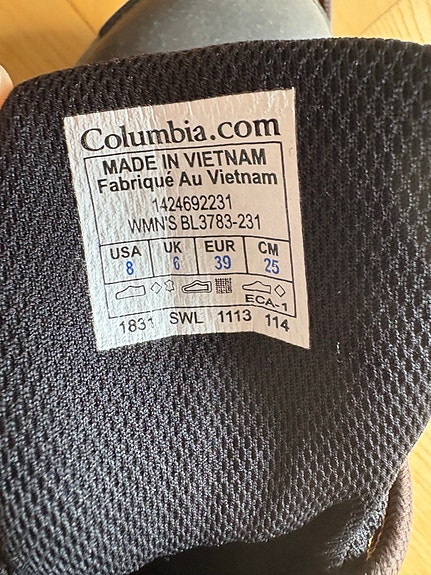 Columbia.com
MADE IN VIETNAM
Fabriqué Au Vietnam
1424692231
WMN'S BL3783-231
USA UK EUR CM
8 6 39 25
ECA-1
1831 SWL 1113 114